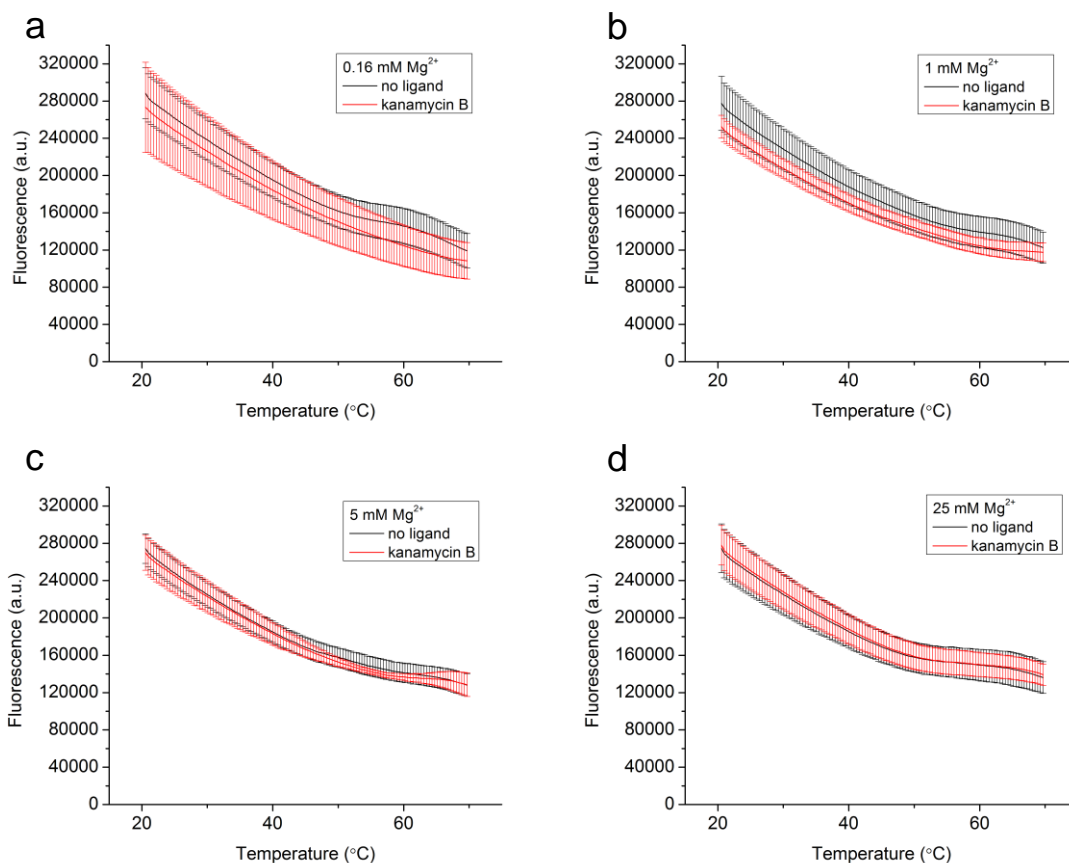 a
320000
280000
240000
200000
160000
120000
80000
40000
0
Fluorescence (a.u.)
0.16 mM Mg²⁺
no ligand
kanamycin B
20
40
60
Temperature (°C)
b
320000
280000
240000
200000
160000
120000
80000
40000
0
Fluorescence (a.u.)
1 mM Mg²⁺
no ligand
kanamycin B
20
40
60
Temperature (°C)
c
320000
280000
240000
200000
160000
120000
80000
40000
0
Fluorescence (a.u.)
5 mM Mg²⁺
no ligand
kanamycin B
20
40
60
Temperature (°C)
d
320000
280000
240000
200000
160000
120000
80000
40000
0
Fluorescence (a.u.)
25 mM Mg²⁺
no ligand
kanamycin B
20
40
60
Temperature (°C)